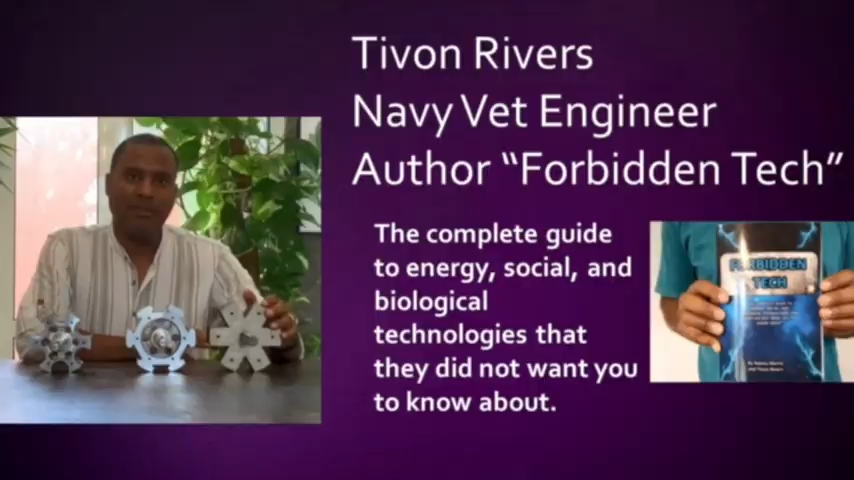 Tivon Rivers
Navy Vet Engineer
Author “Forbidden Tech”
The complete guide
to energy, social, and
biological
technologies that
they did not want you
to know about.
FORBIDDEN
TECH